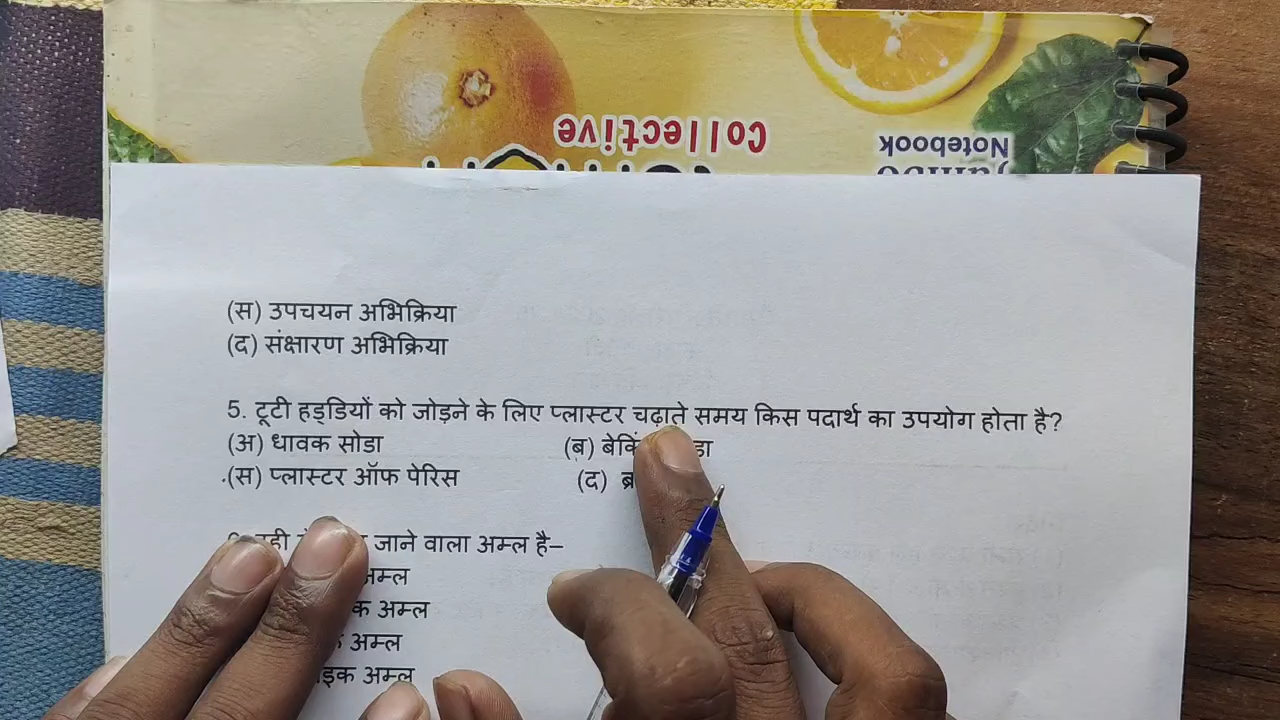 Collective
Notebook
(स) उपचयन अभिक्रिया
(द) संक्षारण अभिक्रिया
5. टूटी हड्डियों को जोड़ने के लिए प्लास्टर चढ़ाते समय किस पदार्थ का उपयोग होता है?
(अ) धावक सोडा (ब)
(स) प्लास्टर ऑफ पेरिस (द)
जाने वाला अम्ल है–
अम्ल
अम्ल
अम्ल
अम्ल